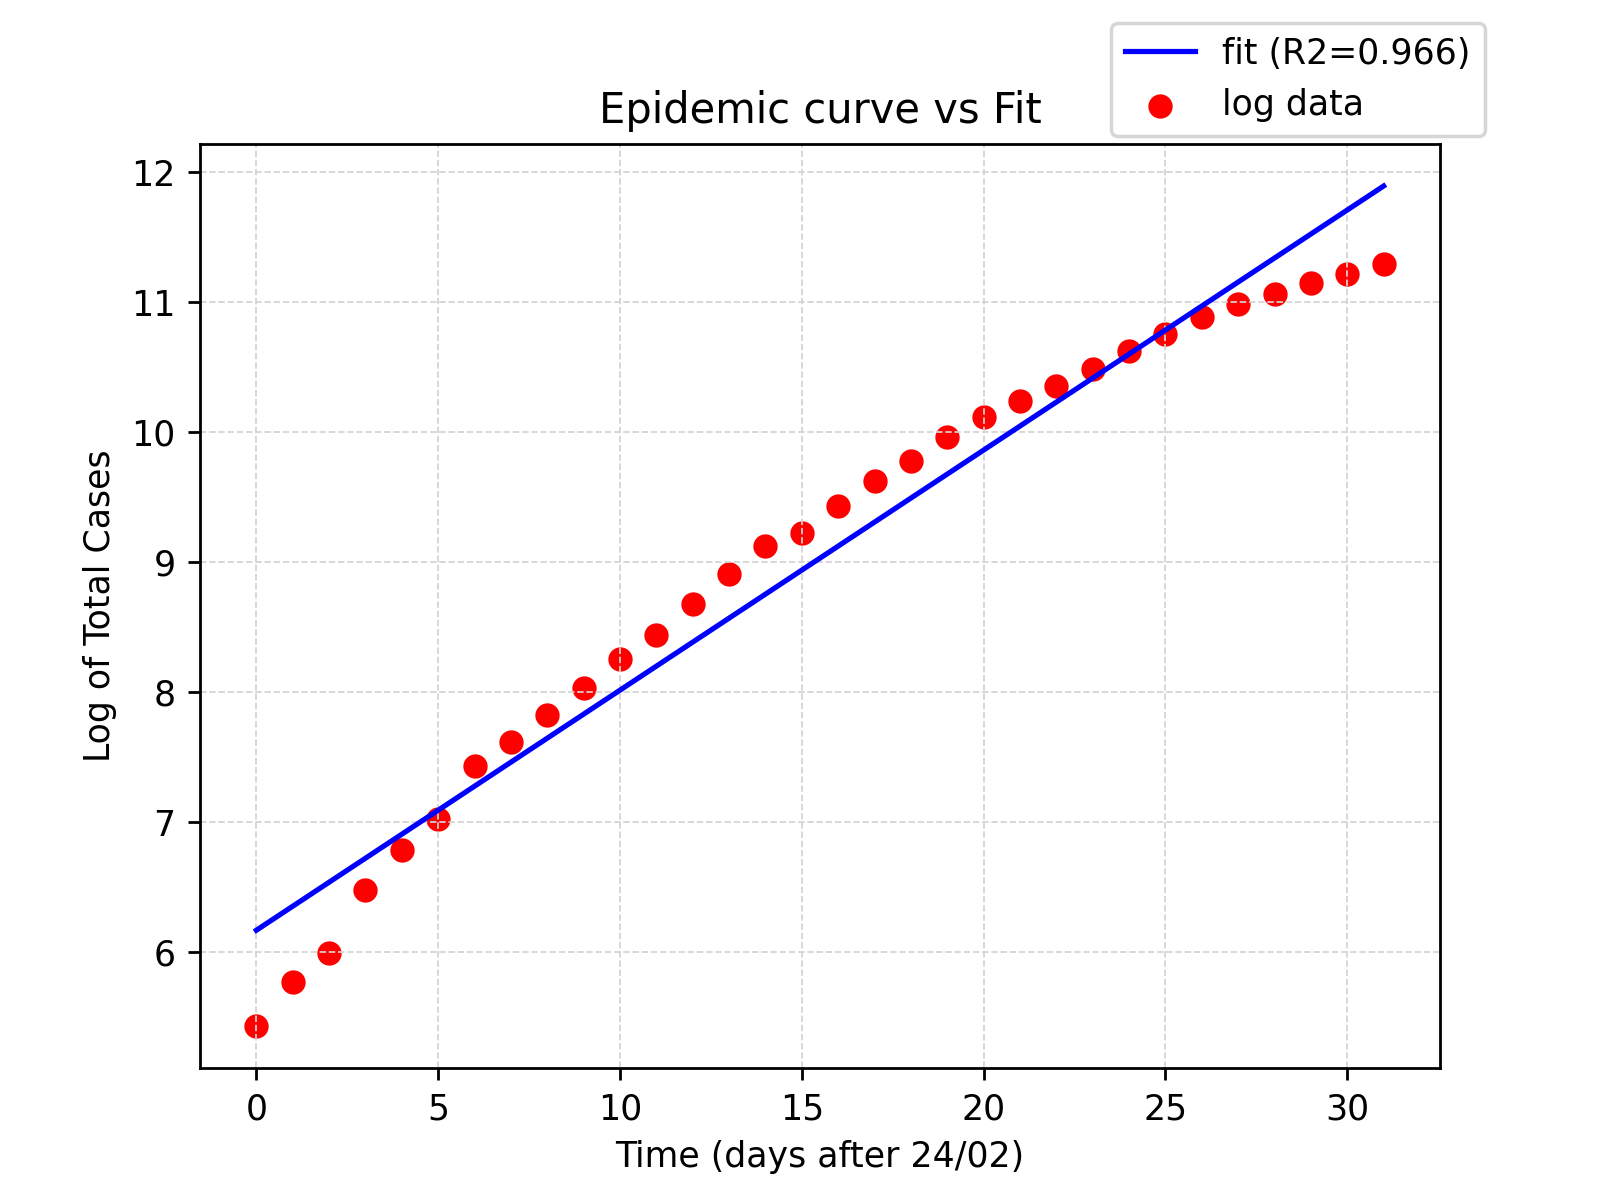 fit (R2=0.966)
log data
Epidemic curve vs Fit
12
11
10
9
8
7
6
Log of Total Cases
0 5 10 15 20 25 30
Time (days after 24/02)